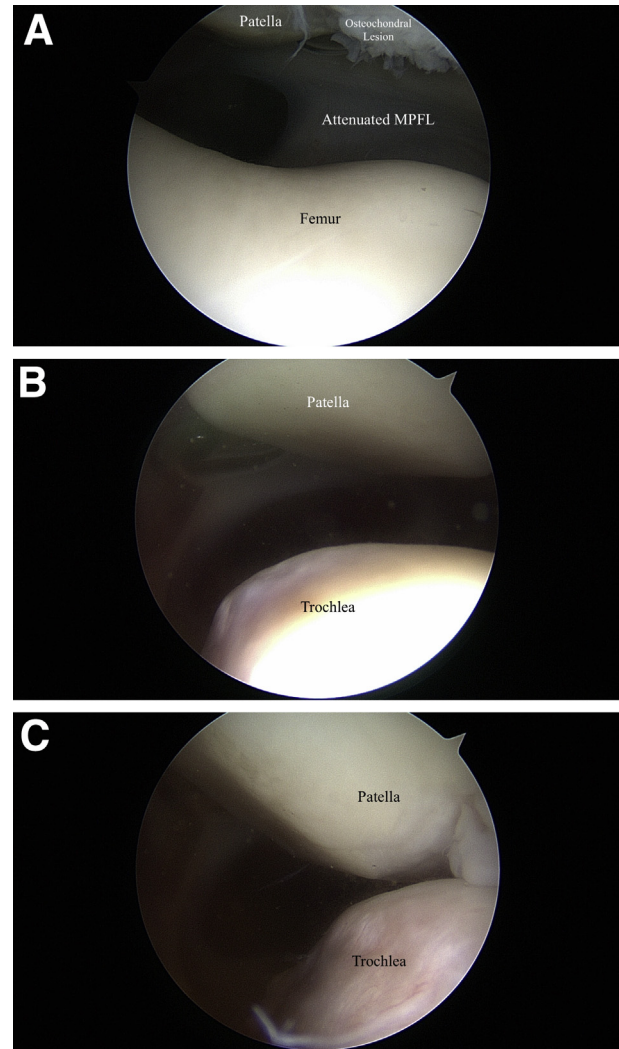 A
Patella
Osteochondral
Lesion
Attenuated MPFL
Femur
B
Patella
Trochlea
C
Patella
Trochlea